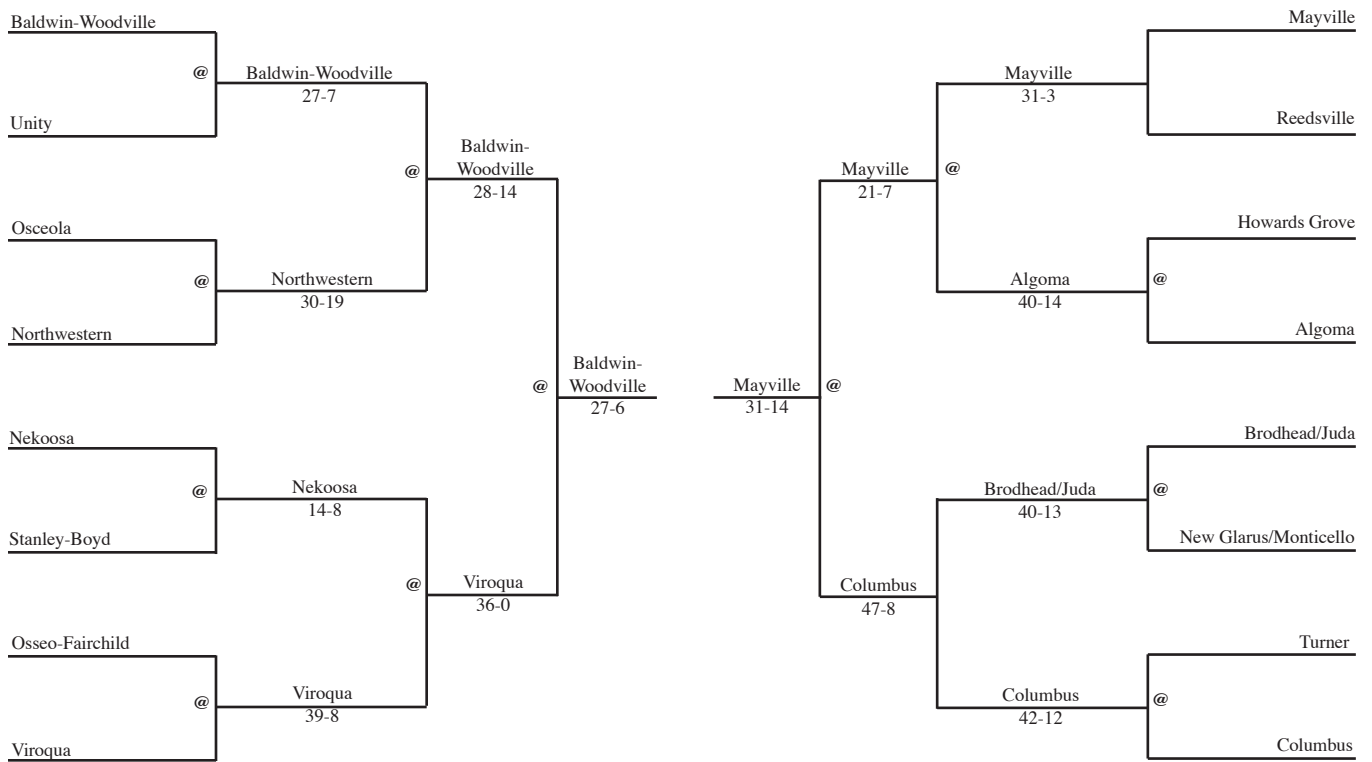 Baldwin-Woodville
@
Unity
Baldwin-Woodville
27-7
Osceola
@
Northwestern
Northwestern
30-19
@
Baldwin-
Woodville
28-14
Nekoosa
@
Stanley-Boyd
Nekoosa
14-8
Osseo-Fairchild
@
Viroqua
Viroqua
39-8
@
Viroqua
36-0
@
Baldwin-
Woodville
27-6
Mayville
31-14
@
Mayville
21-7
@
Mayville
31-3
Mayville
Reedsville
Algoma
40-14
Howards Grove
@
Algoma
Columbus
47-8
Brodhead/Juda
40-13
Brodhead/Juda
@
New Glarus/Monticello
Columbus
42-12
Turner
@
Columbus